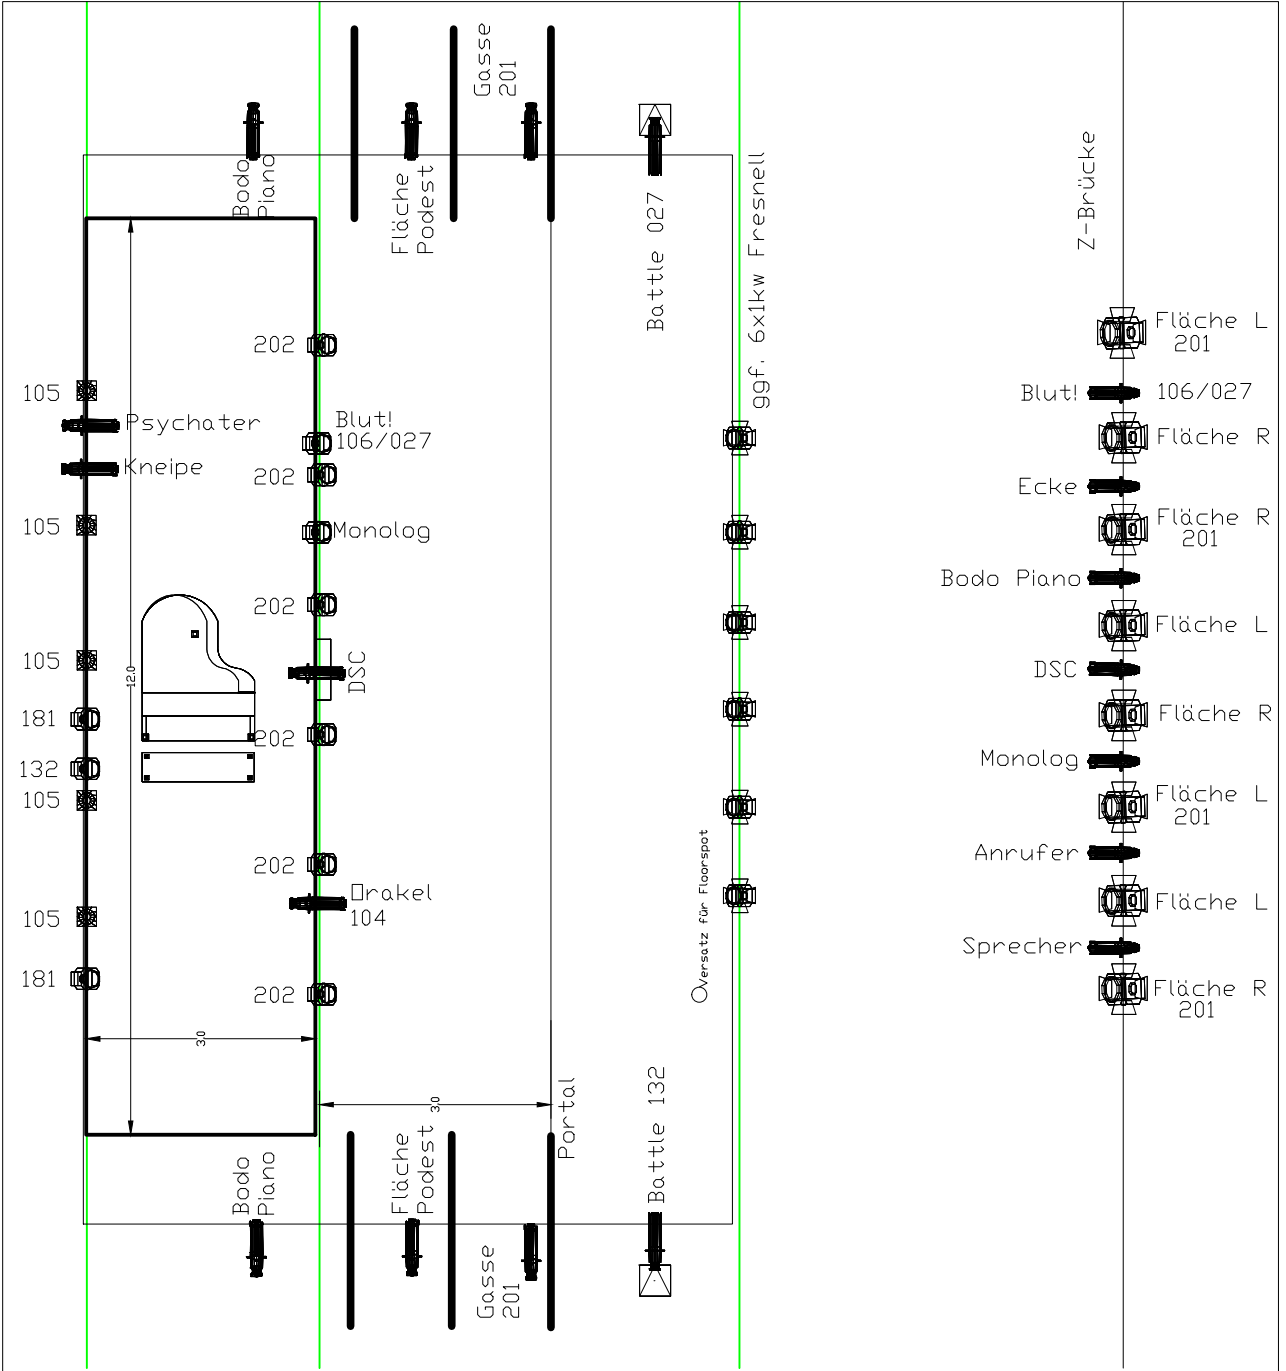 Gasse
201
Bodo
Piano
Fläche
Podest
Battle 027
ggf. 6x1kw Fresnell
Z-Brücke
Fläche L
201
202
105
Psychater
Blut!
106/027
Blut!
106/027
Fläche R
Kneipe
202
Ecke
105
Monolog
Fläche R
201
Bodo Piano
202
Fläche L
105
12.0
DSC
DSC
181
202
Fläche R
132
Monolog
105
Fläche L
201
Anrufer
202
Orakel
104
105
Versatz für Floorspot
Fläche L
Sprecher
181
202
Fläche R
201
3.0
3.0
Portal
Battle 132
Bodo
Piano
Fläche
Podest
Gasse
201